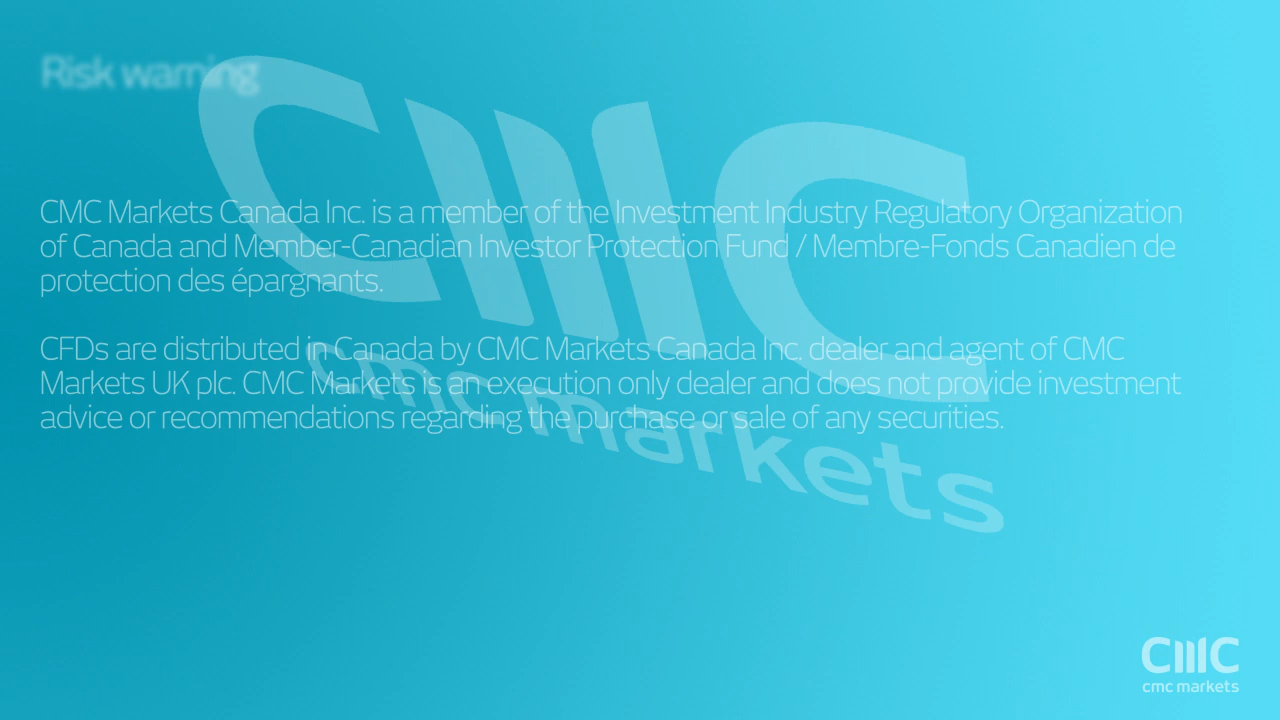 Risk warning
CMC Markets Canada Inc. is a member of the Investment Industry Regulatory Organization
of Canada and Member-Canadian Investor Protection Fund / Membre-Fonds Canadien de
protection des épargnants.
CFDs are distributed in Canada by CMC Markets Canada Inc. dealer and agent of CMC
Markets UK plc. CMC Markets is an execution only dealer and does not provide investment
advice or recommendations regarding the purchase or sale of any securities.
CMC
cmc markets
CMC
cmc markets